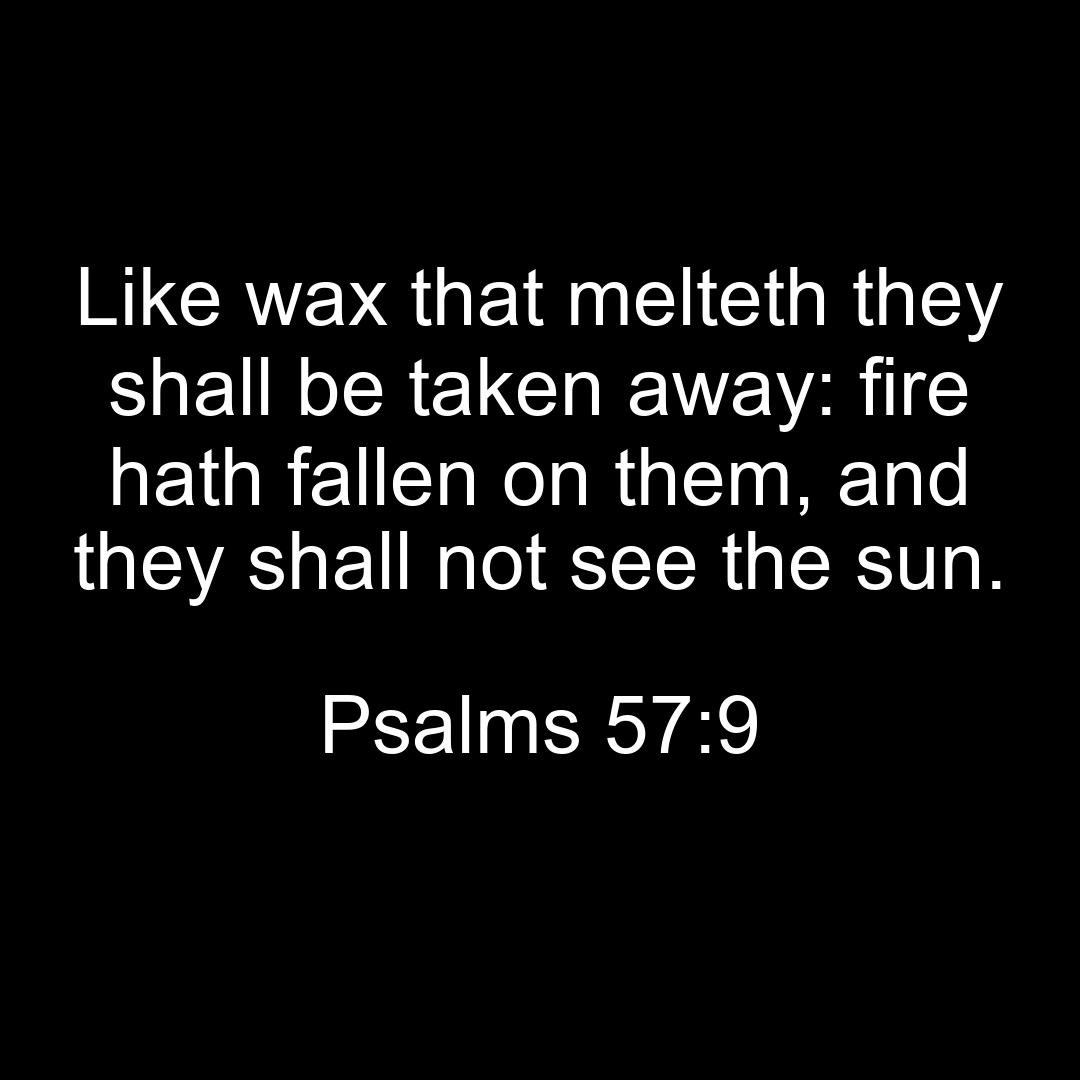 Like wax that melteth they
shall be taken away: fire
hath fallen on them, and
they shall not see the sun.
Psalms 57:9